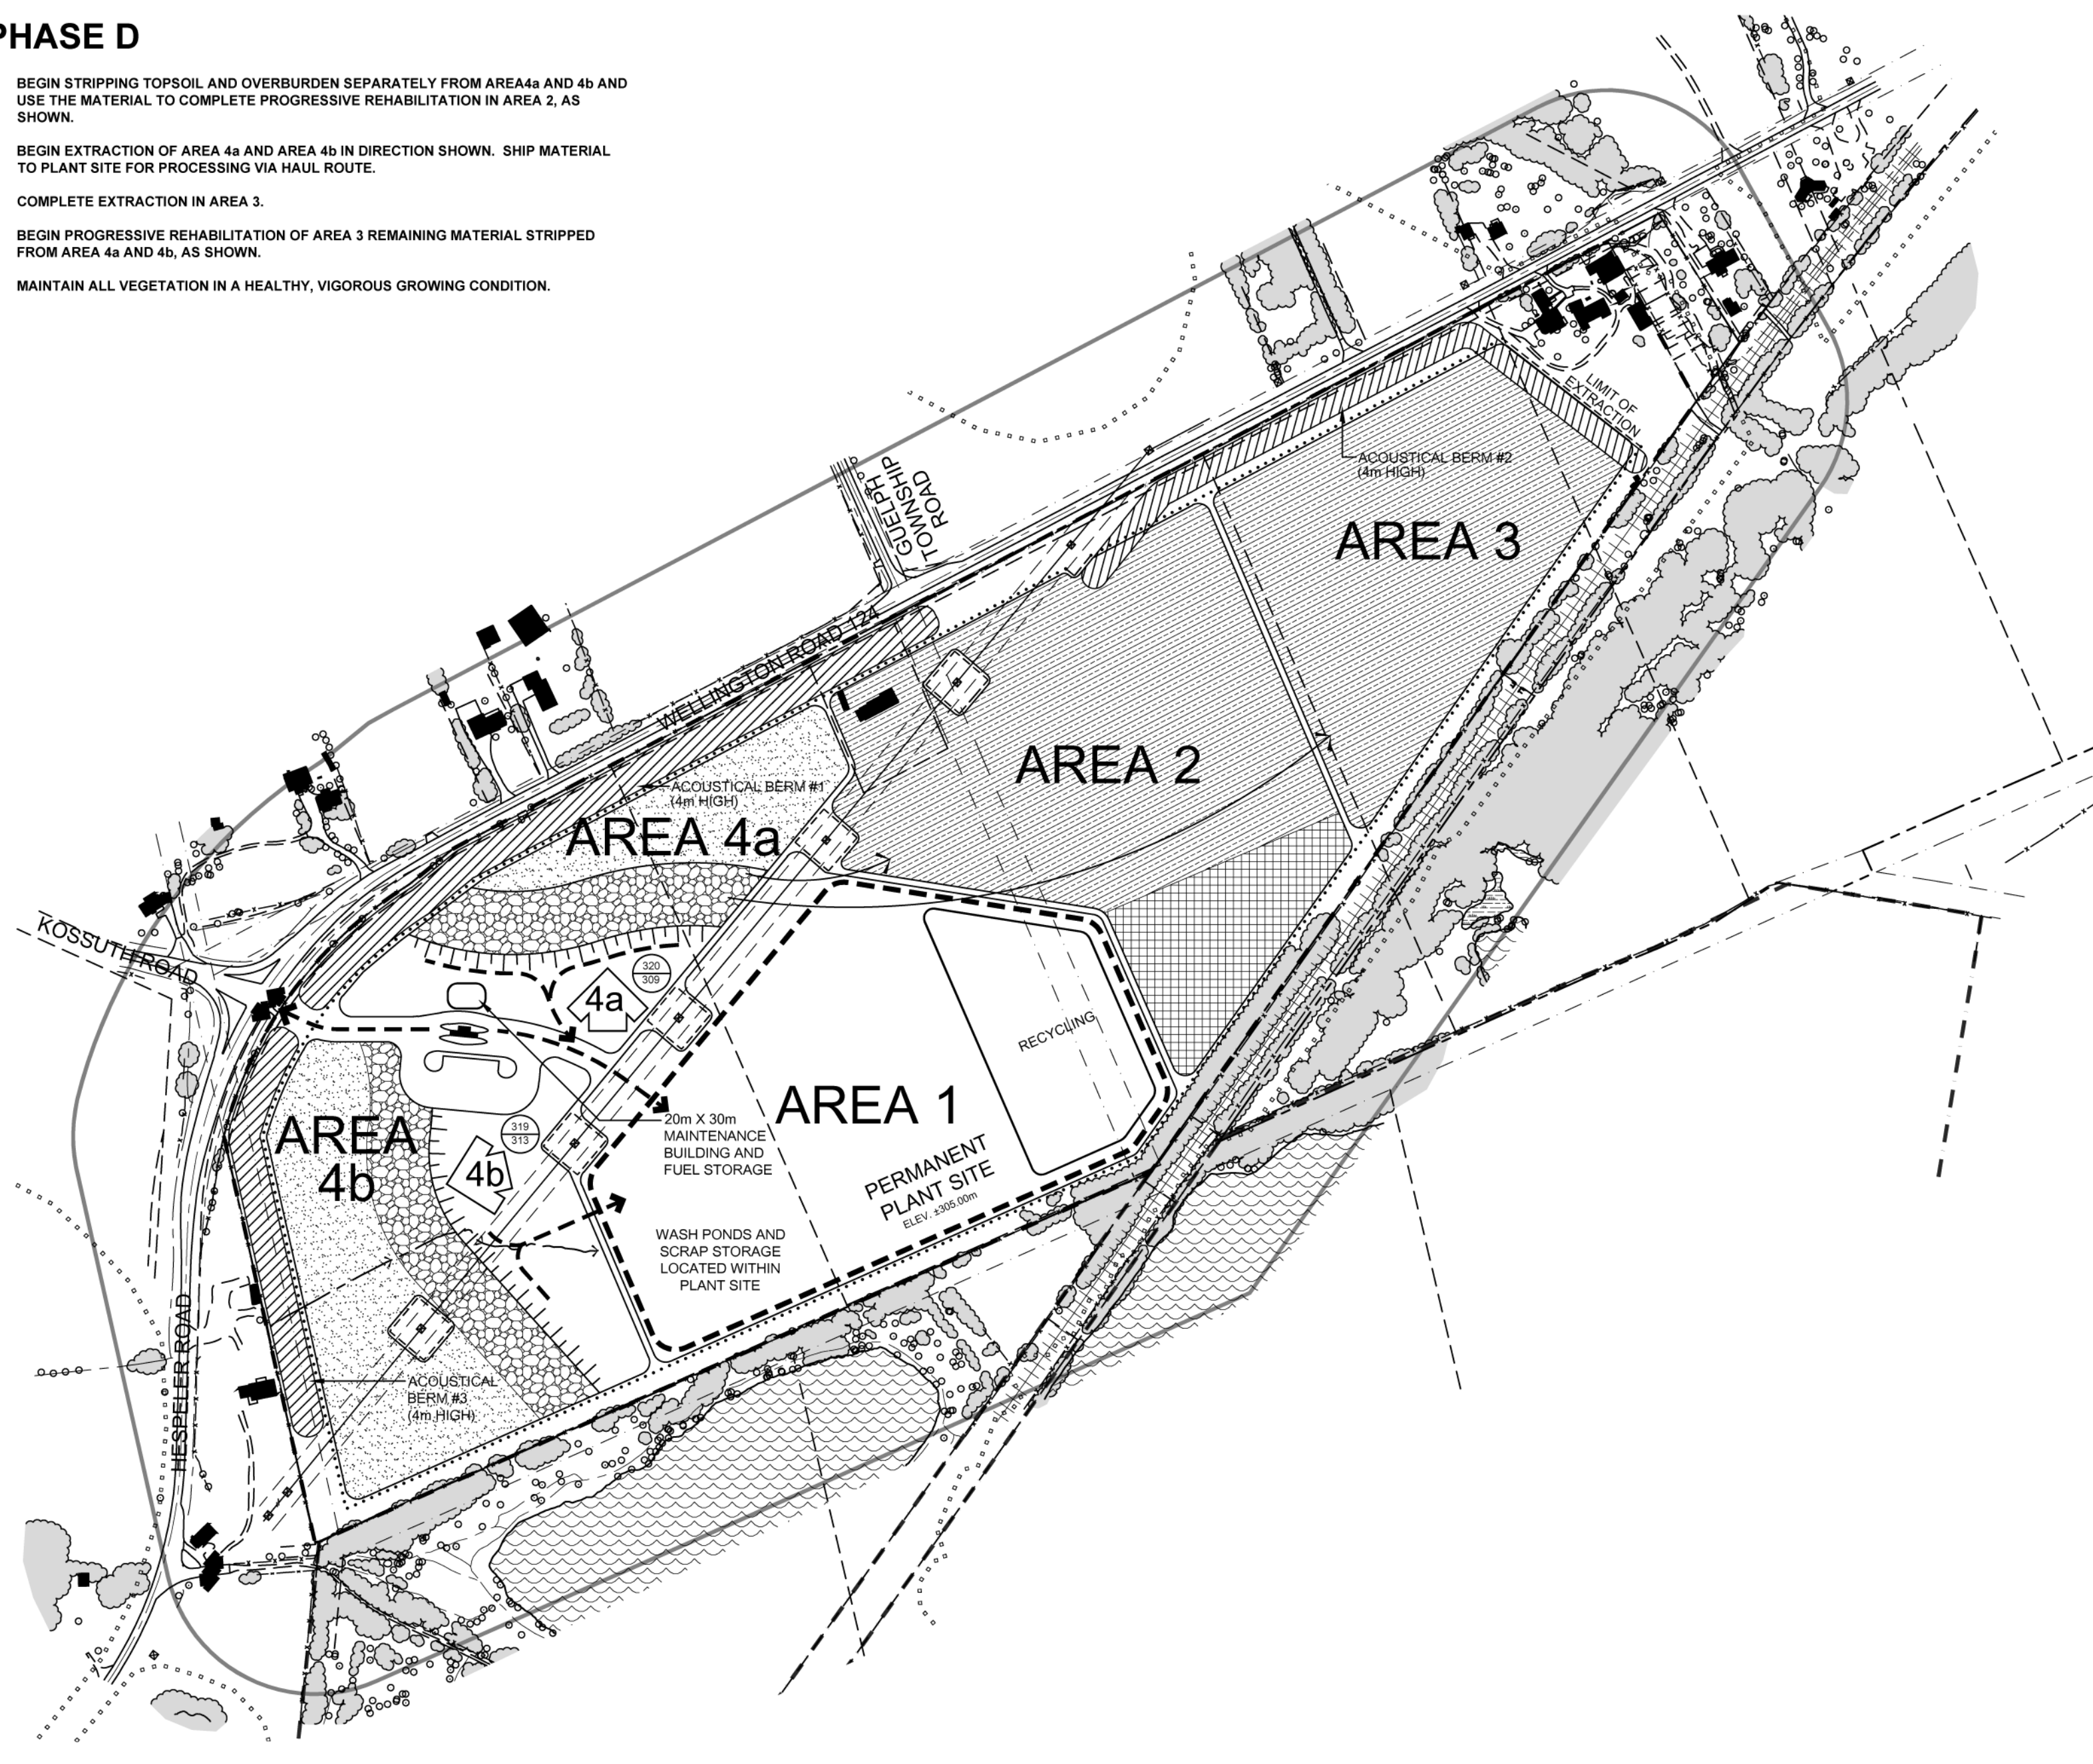 PHASE D
BEGIN STRIPPING TOPSOIL AND OVERBURDEN SEPARATELY FROM AREA4a AND 4b AND
USE THE MATERIAL TO COMPLETE PROGRESSIVE REHABILITATION IN AREA 2, AS
SHOWN.
BEGIN EXTRACTION OF AREA 4a AND AREA 4b IN DIRECTION SHOWN. SHIP MATERIAL
TO PLANT SITE FOR PROCESSING VIA HAUL ROUTE.
COMPLETE EXTRACTION IN AREA 3.
BEGIN PROGRESSIVE REHABILITATION OF AREA 3 REMAINING MATERIAL STRIPPED
FROM AREA 4a AND 4b, AS SHOWN.
MAINTAIN ALL VEGETATION IN A HEALTHY, VIGOROUS GROWING CONDITION.
LIMIT OF
EXTRACTION
ACOUSTICAL BERM #2
(4m HIGH)
GUELPH
TOWNSHIP
ROAD
AREA 3
WELLINGTON ROAD 124
AREA 2
ACOUSTICAL BERM #1
(4m HIGH)
AREA 4a
KOSSUTH ROAD
320
309
4a
RECYCLING
AREA 1
20m X 30m
MAINTENANCE
BUILDING AND
FUEL STORAGE
AREA
4b
319
313
4b
PERMANENT
PLANT SITE
ELEV. ±305.00m
WASH PONDS AND
SCRAP STORAGE
LOCATED WITHIN
PLANT SITE
HESPELER ROAD
ACOUSTICAL
BERM #3
(4m HIGH)